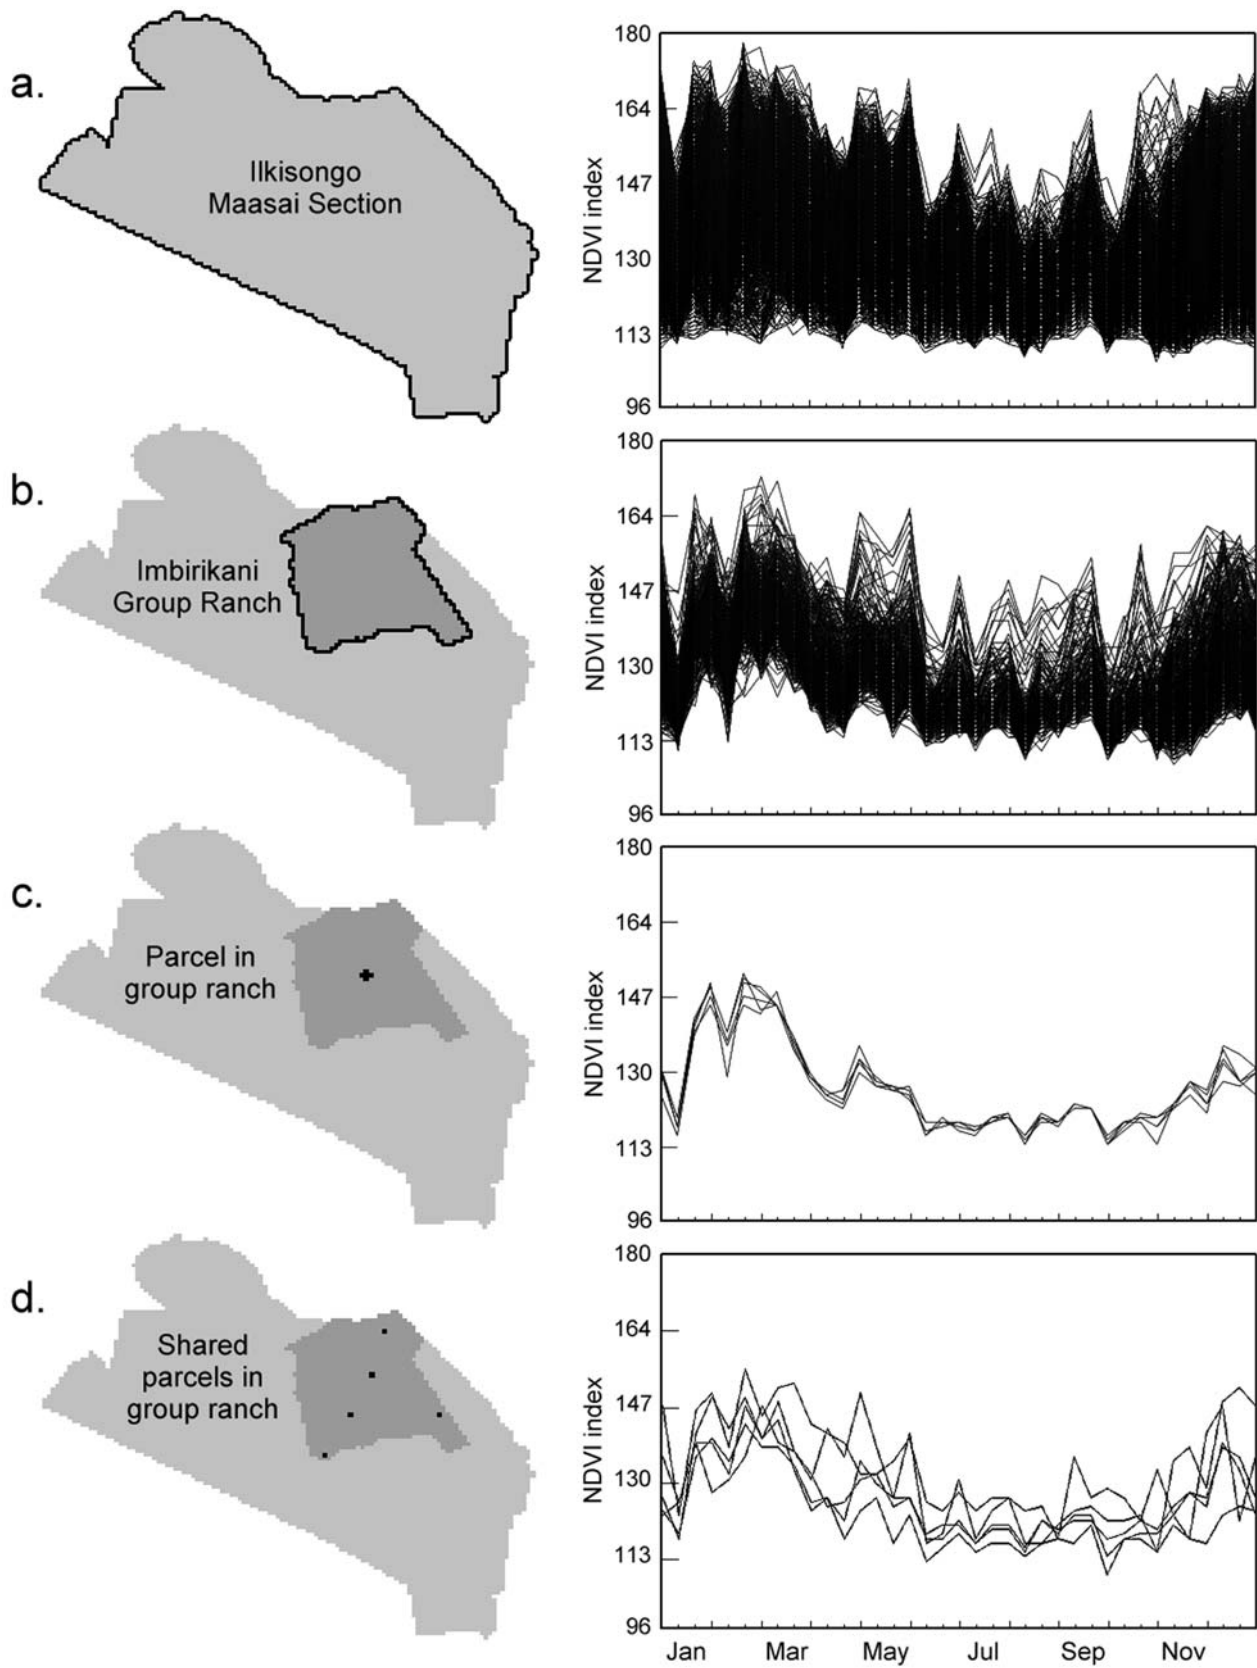 a.
Ilkisongo
Maasai Section
NDVI index
180
164
147
130
113
96
b.
Imbirikani
Group Ranch
NDVI index
180
164
147
130
113
96
c.
Parcel in
group ranch
NDVI index
180
164
147
130
113
96
d.
Shared
parcels in
group ranch
NDVI index
180
164
147
130
113
96
Jan Mar May Jul Sep Nov